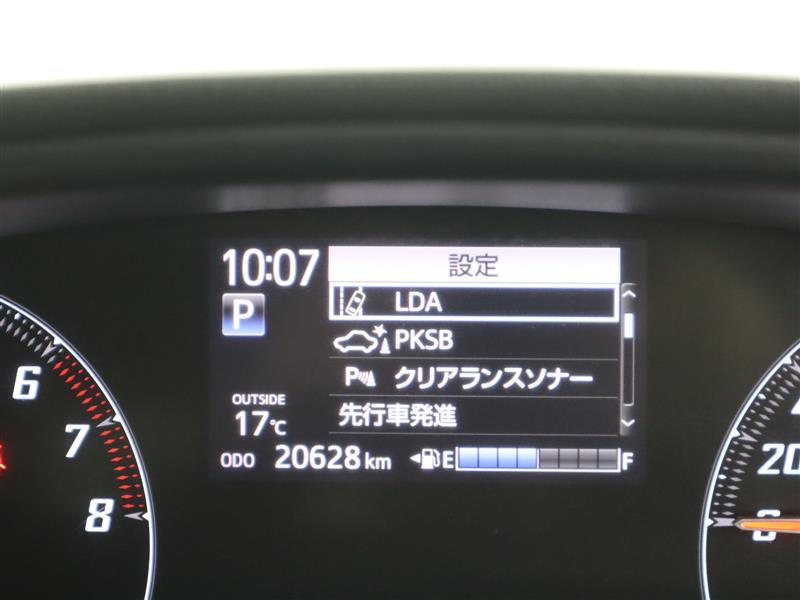 10:07
設定
LDA
P
PKSB
P クリアランスソナー
先行車発進
OUTSIDE
17℃
ODO 20628 km
E F
6
7
8
20
0